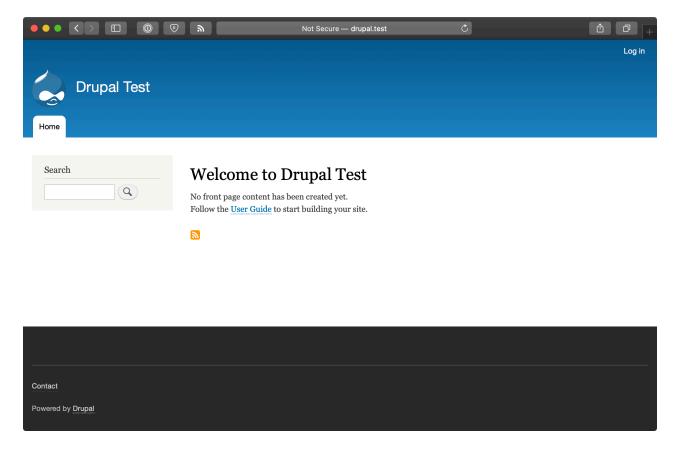 Not Secure — drupal.test
Log in
Drupal Test
Home
Search
Welcome to Drupal Test
No front page content has been created yet.
Follow the User Guide to start building your site.
Contact
Powered by Drupal